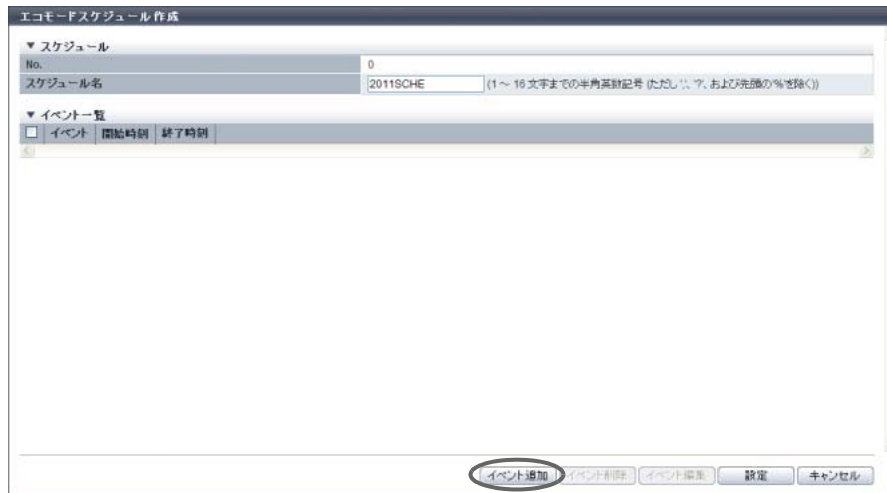 エコモードスケジュール作成
▼ スケジュール
No. 0
スケジュール名 2011SCHE (1～16文字までの半角英数記号 (ただし ',', '?', および先頭の'%'を除く))
▼ イベント一覧
イベント 開始時刻 終了時刻
イベント追加 イベント削除 イベント編集 設定 キャンセル